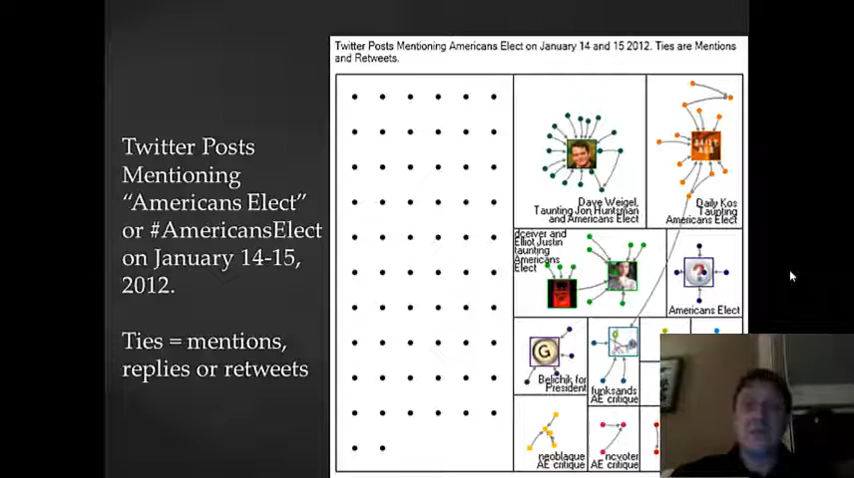 Twitter Posts
Mentioning
“Americans Elect”
or #AmericansElect
on January 14-15,
2012.
Ties = mentions,
replies or retweets
Twitter Posts Mentioning Americans Elect on January 14 and 15 2012. Ties are Mentions
and Retweets.
Dave Weigel,
Taunting Jon Huntsman
and Americans Elect
Daily Kos
Taunting
Americans Elect
dceiver and
Elliot Justin
taunting
Americans
Elect
Americans Elect
G
Belichik for
President
funksands
AE critique
neoblaque
AE critique
ncvoter
AE critique